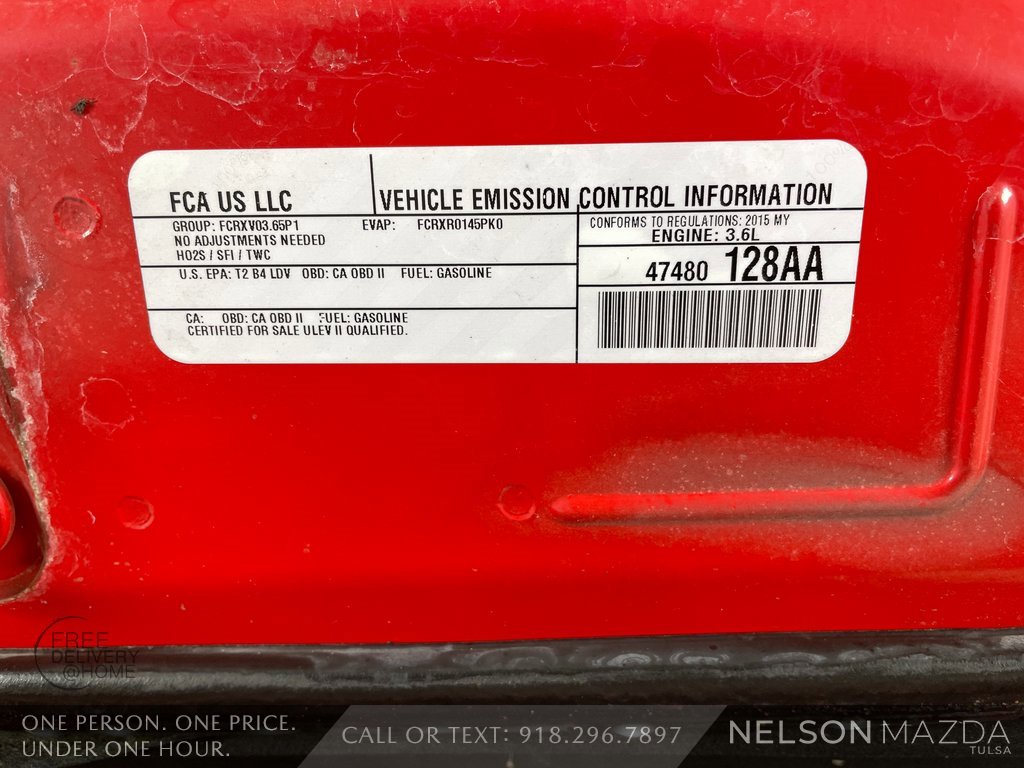 FCA US LLC
VEHICLE EMISSION CONTROL INFORMATION
GROUP: FCRXV03.65P1 EVAP: FCRXR0145PK0
NO ADJUSTMENTS NEEDED
HO2S / SFI / TWC
CONFORMS TO REGULATIONS: 2015 MY
ENGINE: 3.6L
U.S. EPA: T2 B4 LDV OBD: CA OBD II FUEL: GASOLINE
47480 128AA
CA: OBD: CA OBD II FUEL: GASOLINE
CERTIFIED FOR SALE ULEV II QUALIFIED.
FREE
DELIVERY
@HOME
ONE PERSON. ONE PRICE.
UNDER ONE HOUR.
CALL OR TEXT: 918.296.7897
NELSON MAZDA
TULSA